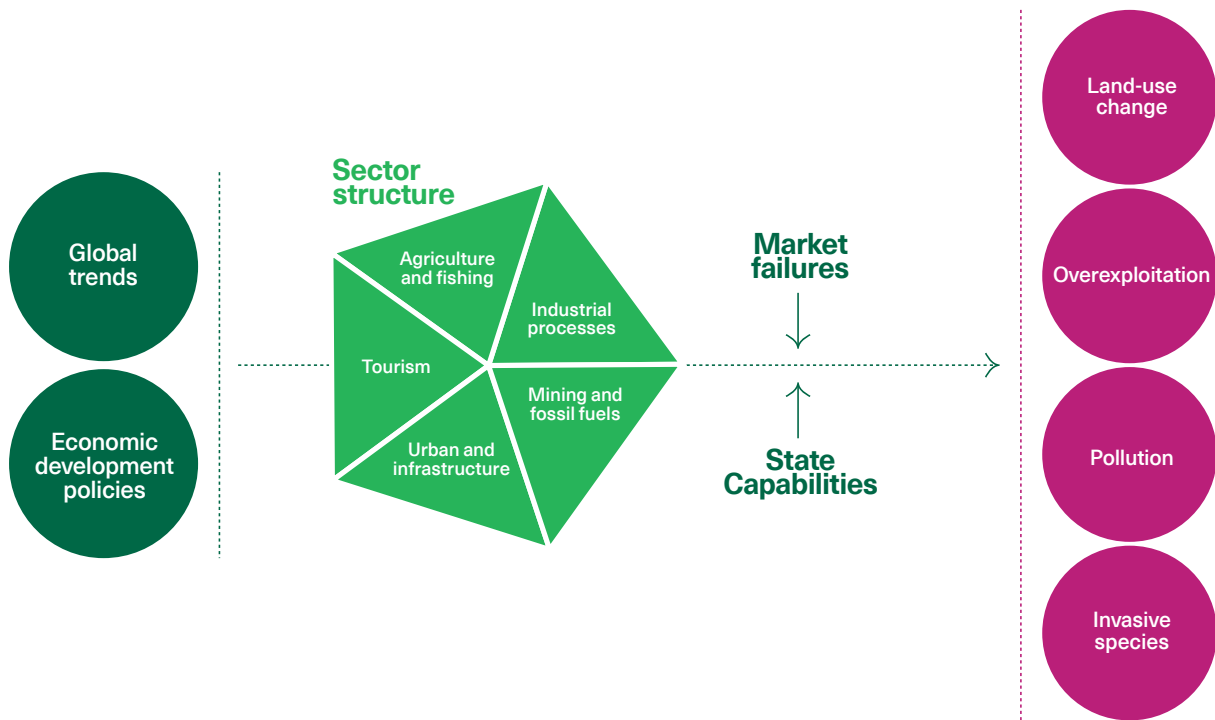 Global
trends
Economic
development
policies
Sector
structure
Agriculture
and fishing
Industrial
processes
Tourism
Mining and
fossil fuels
Urban and
infrastructure
Market
failures
State
Capabilities
Land-use
change
Overexploitation
Pollution
Invasive
species